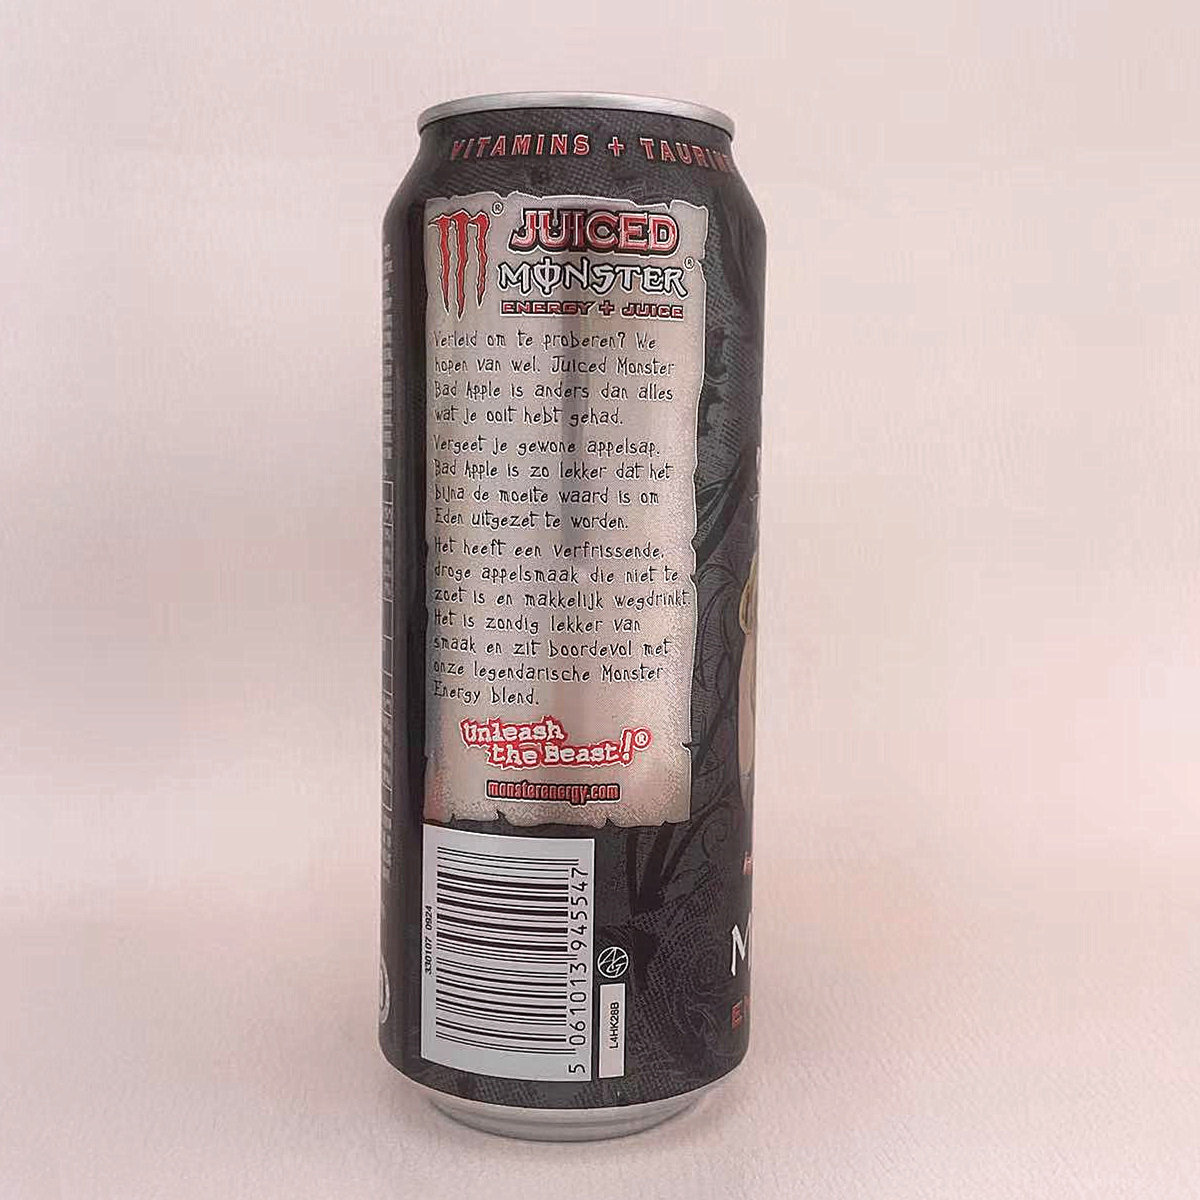 VITAMINS + TAURINE
® JUICED
MONSTER®
ENERGY + JUICE
Verleid om te proberen? We
hopen van wel. Juiced Monster
Bad Apple is anders dan alles
wat je ooit hebt gehad.
Vergeet je gewone appelsap.
Bad Apple is zo lekker dat het
bijna de moeite waard is om
Eden uitgezet te worden.
Het heeft een verfrissende,
droge appelsmaak die niet te
zoet is en makkelijk wegdrinkt.
Het is zondig lekker van
smaak en zit boordevol met
onze legendarische Monster
Energy blend.
Unleash
the Beast!®
monsterenergy.com
330107 0924
5 061013 945547
L4HK28B